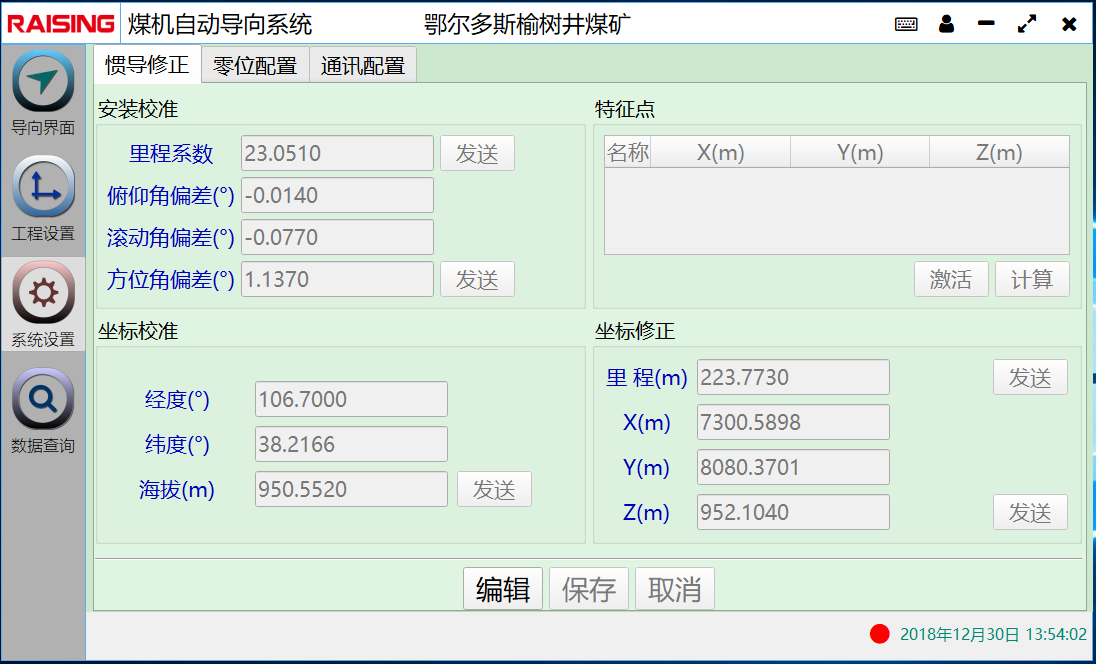 RAISING 煤机自动导向系统 鄂尔多斯榆树井煤矿
导向界面
工程设置
系统设置
数据查询
惯导修正 零位配置 通讯配置
安装校准
里程系数 23.0510 发送
俯仰角偏差(°) -0.0140
滚动角偏差(°) -0.0770
方位角偏差(°) 1.1370 发送
特征点
名称 X(m) Y(m) Z(m)
激活 计算
坐标校准
经度(°) 106.7000
纬度(°) 38.2166
海拔(m) 950.5520 发送
坐标修正
里 程(m) 223.7730 发送
X(m) 7300.5898
Y(m) 8080.3701
Z(m) 952.1040 发送
编辑 保存 取消
2018年12月30日 13:54:02